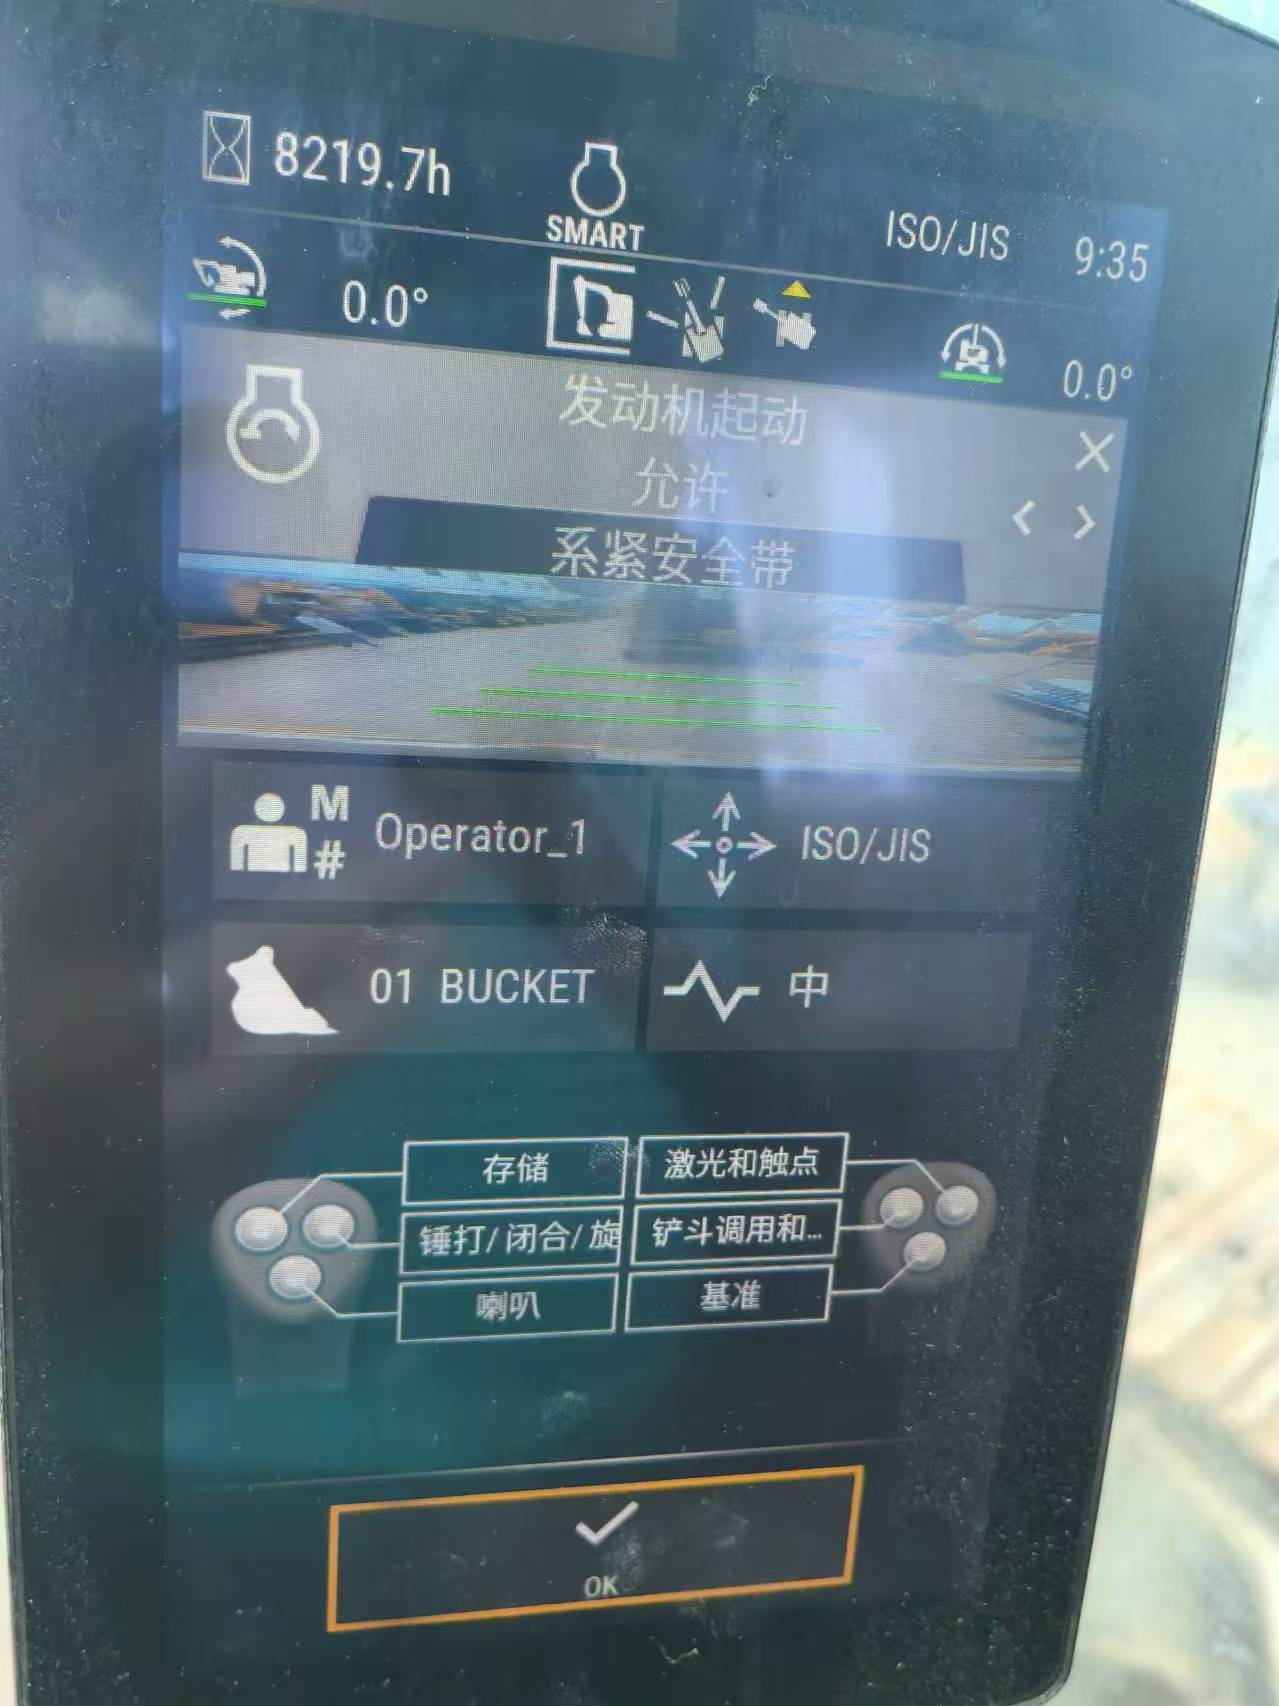 8219.7h
SMART
ISO/JIS
9:35
0.0°
0.0°
发动机起动
允许
系紧安全带
M
#
Operator_1
ISO/JIS
01 BUCKET
中
存储
激光和触点
锤打/闭合/旋
铲斗调用和...
喇叭
基准
OK